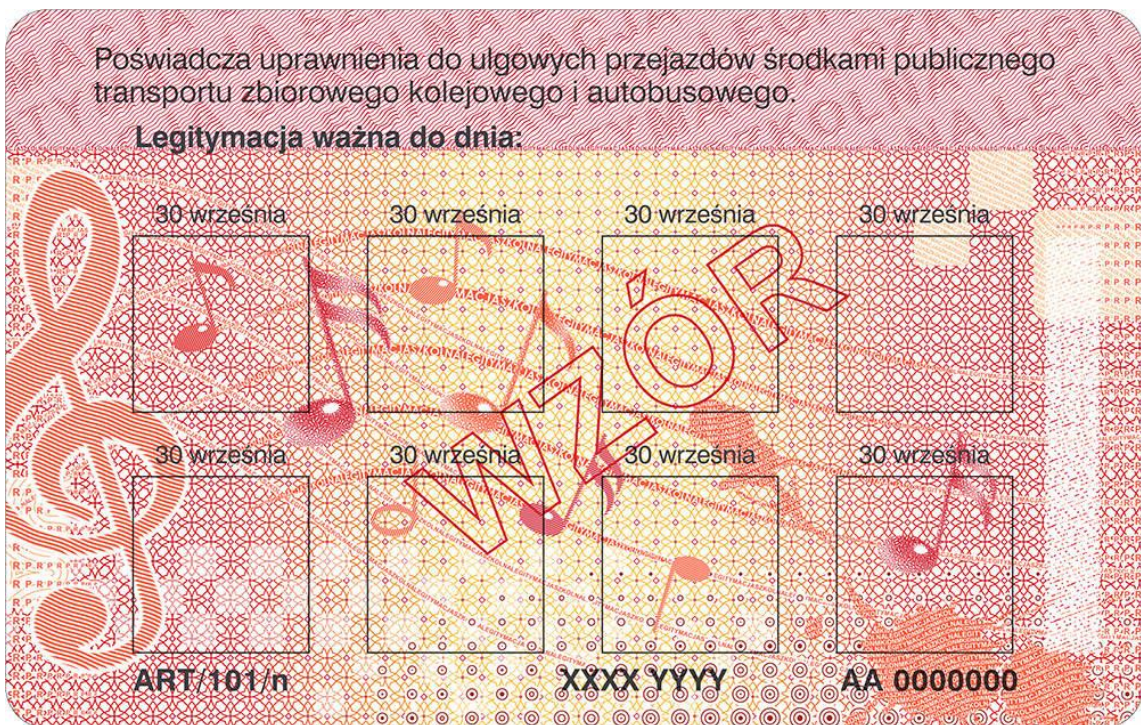 Poświadcza uprawnienia do ulgowych przejazdów środkami publicznego
transportu zbiorowego kolejowego i autobusowego.
Legitymacja ważna do dnia:
30 września 30 września 30 września 30 września
WZÓR
30 września 30 września 30 września 30 września
ART/101/n XXXX YYYY AA 0000000